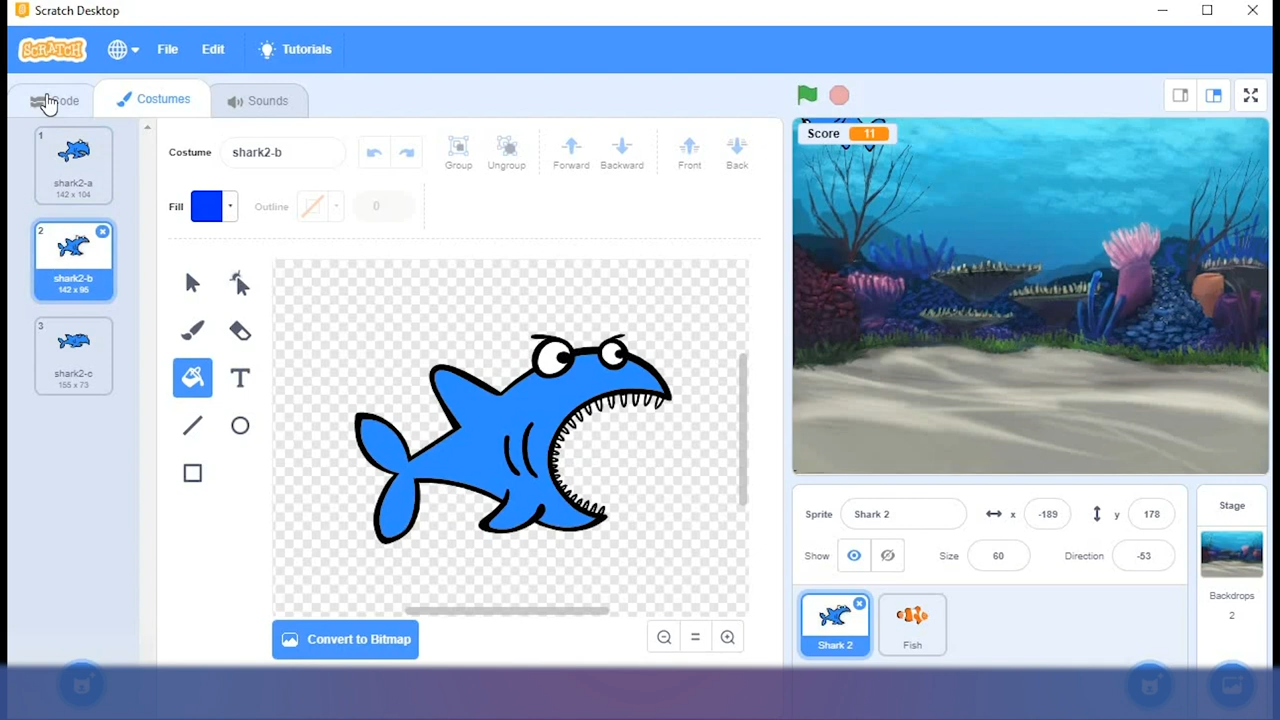 Scratch Desktop
SCRATCH File Edit Tutorials
Code Costumes Sounds
1
shark2-a
142 x 104
2
shark2-b
142 x 95
3
shark2-c
155 x 73
Costume shark2-b
Group Ungroup Forward Backward Front Back
Fill Outline 0
T
Convert to Bitmap
Score 11
Sprite Shark 2 x -189 y 178
Show Size 60 Direction -53
Shark 2
Fish
Stage
Backdrops
2